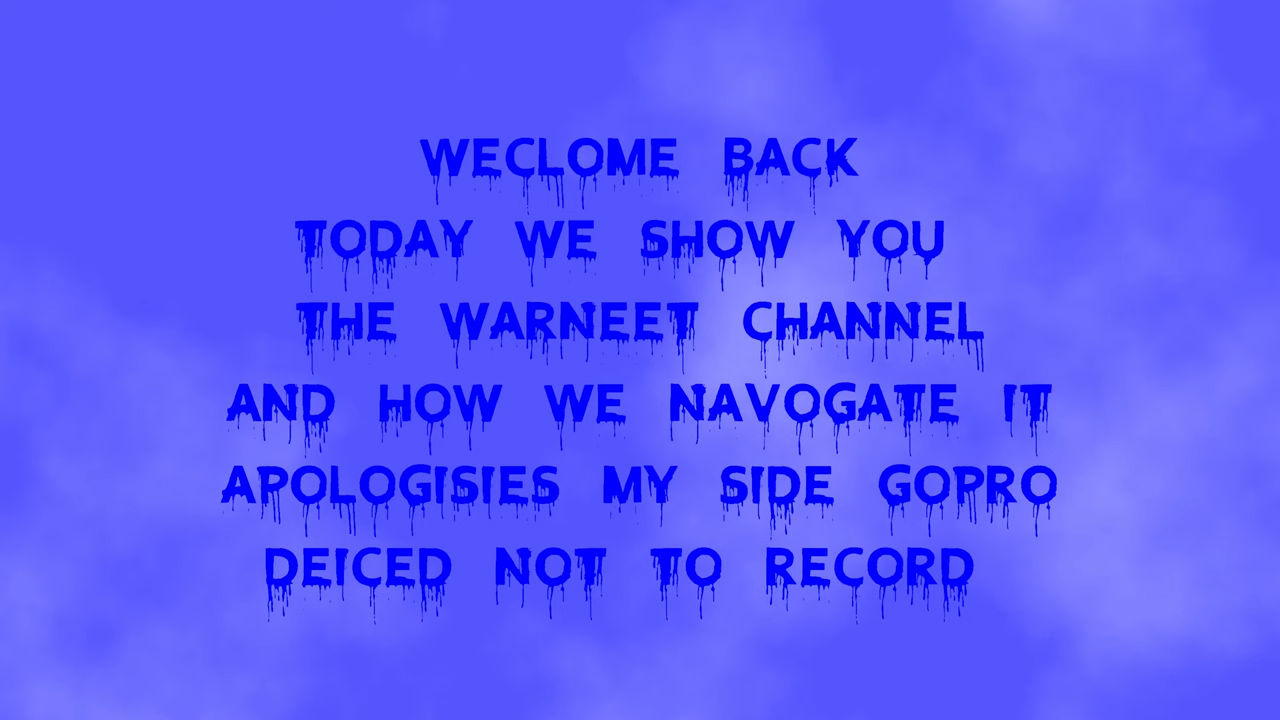 WECLOME BACK
TODAY WE SHOW YOU
THE WARNEET CHANNEL
AND HOW WE NAVOGATE IT
APOLOGISIES MY SIDE GOPRO
DEICED NOT TO RECORD